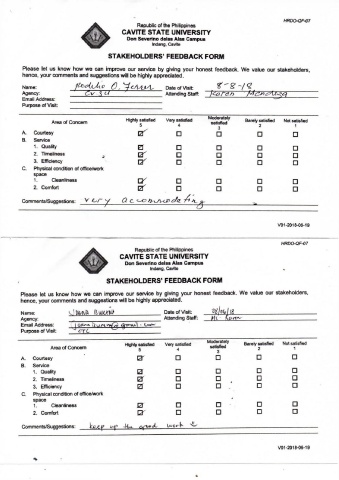 HRDO-QF-07
Republic of the Philippines
CAVITE STATE UNIVERSITY
Don Severino delas Alas Campus
Indang, Cavite
STAKEHOLDERS' FEEDBACK FORM
Please let us know how we can improve our service by giving your honest feedback. We value our stakeholders, hence, your comments and suggestions will be highly appreciated.
Name: Rodelio O. Ferrer Date of Visit: 8-8-18
Agency: CvSU Attending Staff: Karen Mendoza
Email Address:
Purpose of Visit:
Area of Concern Highly satisfied 5 Very satisfied 4 Moderately satisfied 3 Barely satisfied 2 Not satisfied 1
A. Courtesy ☑ ☐ ☐ ☐ ☐
B. Service
1. Quality ☑ ☐ ☐ ☐ ☐
2. Timeliness ☑ ☐ ☐ ☐ ☐
3. Efficiency ☑ ☐ ☐ ☐ ☐
C. Physical condition of office/work space
1. Cleanliness ☑ ☐ ☐ ☐ ☐
2. Comfort ☑ ☐ ☐ ☐ ☐
Comments/Suggestions: very accommodating
V01-2018-06-19
HRDO-QF-07
Republic of the Philippines
CAVITE STATE UNIVERSITY
Don Severino delas Alas Campus
Indang, Cavite
STAKEHOLDERS' FEEDBACK FORM
Please let us know how we can improve our service by giving your honest feedback. We value our stakeholders, hence, your comments and suggestions will be highly appreciated.
Name: Date of Visit: 08/06/18
Agency: Attending Staff: Ms. Karen
Email Address:
Purpose of Visit:
Area of Concern Highly satisfied 5 Very satisfied 4 Moderately satisfied 3 Barely satisfied 2 Not satisfied 1
A. Courtesy ☑ ☐ ☐ ☐ ☐
B. Service
1. Quality ☑ ☐ ☐ ☐ ☐
2. Timeliness ☑ ☐ ☐ ☐ ☐
3. Efficiency ☑ ☐ ☐ ☐ ☐
C. Physical condition of office/work space
1. Cleanliness ☑ ☐ ☐ ☐ ☐
2. Comfort ☑ ☐ ☐ ☐ ☐
Comments/Suggestions: keep up the good work
V01-2018-06-19